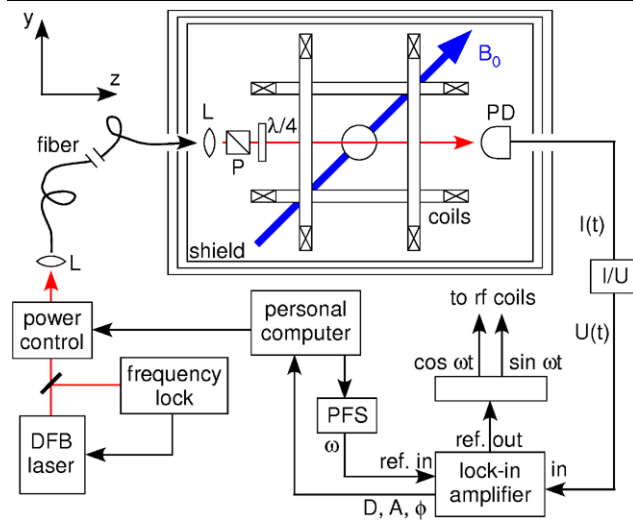 y
z
fiber
L
L
P
λ/4
B₀
PD
coils
shield
I(t)
I/U
U(t)
to rf coils
cos ωt
sin ωt
power
control
personal
computer
frequency
lock
PFS
DFB
laser
ω
ref. in
ref. out
in
lock-in
amplifier
D, A, ϕ